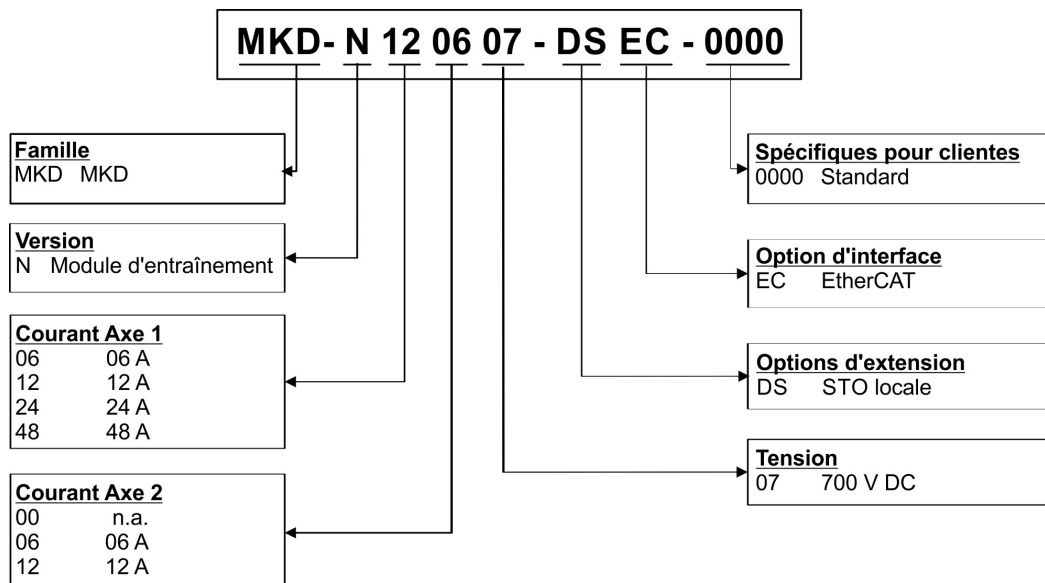 MKD- N 12 06 07 - DS EC - 0000
Famille
MKD MKD
Version
N Module d'entraînement
Courant Axe 1
06 06 A
12 12 A
24 24 A
48 48 A
Courant Axe 2
00 n.a.
06 06 A
12 12 A
Spécifiques pour clientes
0000 Standard
Option d'interface
EC EtherCAT
Options d'extension
DS STO locale
Tension
07 700 V DC